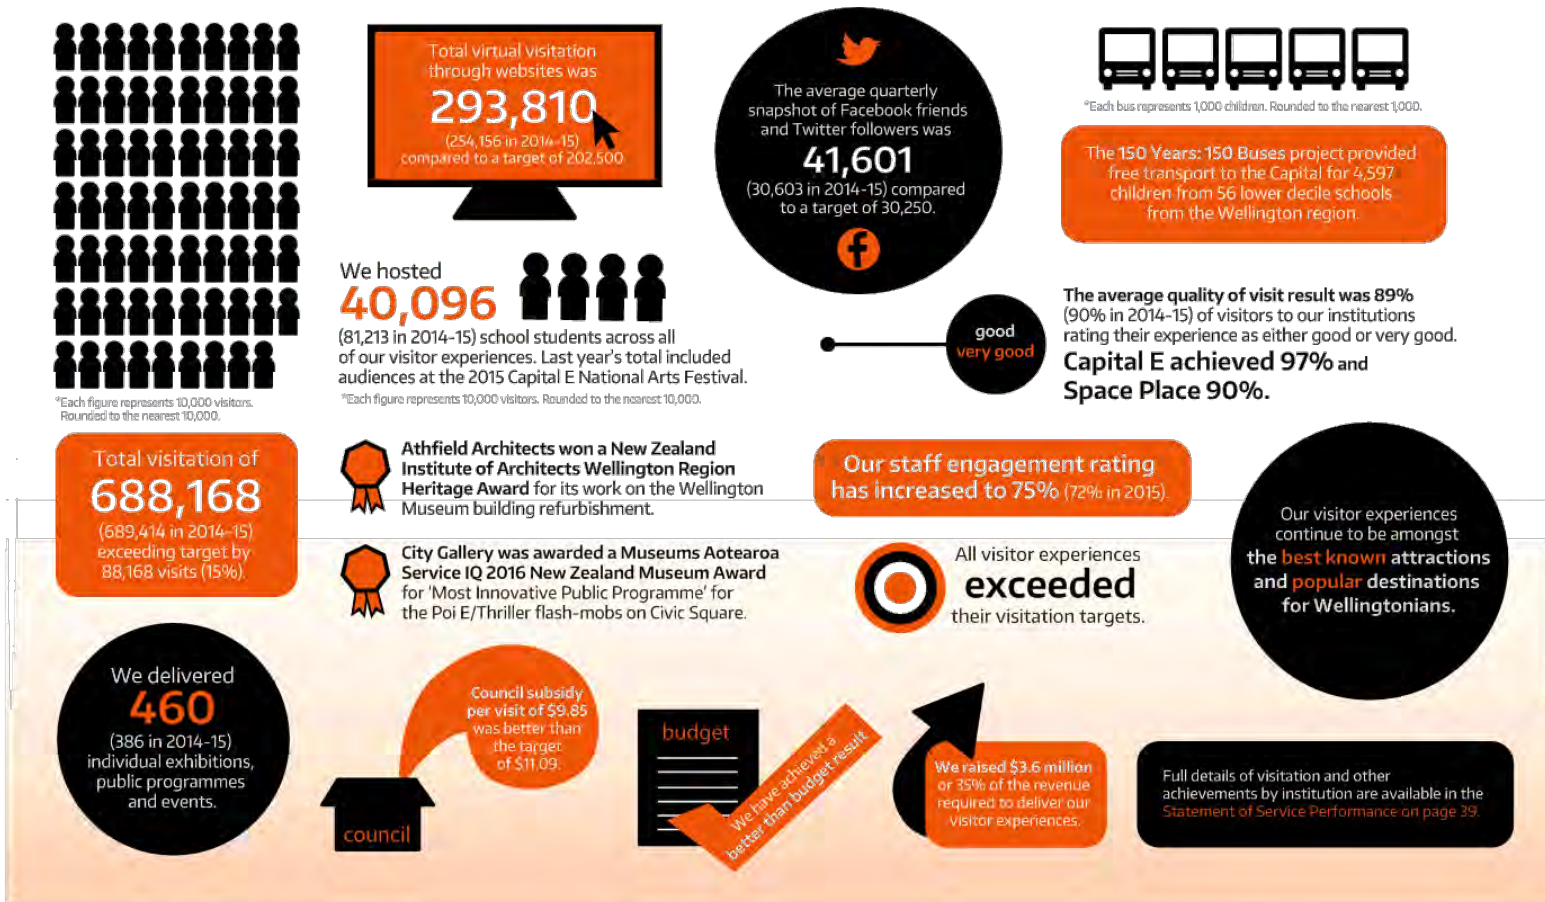 *Each figure represents 10,000 visitors.
Rounded to the nearest 10,000.
Total visitation of
688,168
(689,414 in 2014-15)
exceeding target by
88,168 visits (15%).
We delivered
460
(386 in 2014-15)
individual exhibitions,
public programmes
and events.
Total virtual visitation
through websites was
293,810
(254,156 in 2014-15)
compared to a target of 202,500
We hosted
40,096
(81,213 in 2014-15) school students across all
of our visitor experiences. Last year's total included
audiences at the 2015 Capital E National Arts Festival.
*Each figure represents 10,000 visitors. Rounded to the nearest 10,000.
Athfield Architects won a New Zealand
Institute of Architects Wellington Region
Heritage Award for its work on the Wellington
Museum building refurbishment.
City Gallery was awarded a Museums Aotearoa
Service IQ 2016 New Zealand Museum Award
for 'Most Innovative Public Programme' for
the Poi E/Thriller flash-mobs on Civic Square.
The average quarterly
snapshot of Facebook friends
and Twitter followers was
41,601
(30,603 in 2014-15) compared
to a target of 30,250.
f
*Each bus represents 1,000 children. Rounded to the nearest 1,000.
The 150 Years: 150 Buses project provided
free transport to the Capital for 4,597
children from 56 lower decile schools
from the Wellington region.
good
very good
The average quality of visit result was 89%
(90% in 2014-15) of visitors to our institutions
rating their experience as either good or very good.
Capital E achieved 97% and
Space Place 90%.
Our staff engagement rating
has increased to 75% (72% in 2015).
All visitor experiences
exceeded
their visitation targets.
Our visitor experiences
continue to be amongst
the best known attractions
and popular destinations
for Wellingtonians.
Council subsidy
per visit of $9.85
was better than
the target
of $11.09.
council
budget
We have achieved a
better than budget result
We raised $3.6 million
or 35% of the revenue
required to deliver our
visitor experiences.
Full details of visitation and other
achievements by institution are available in the
Statement of Service Performance on page 39.